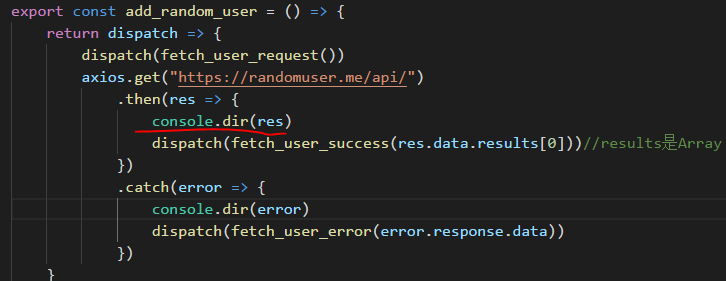 export const add_random_user = () => {
    return dispatch => {
        dispatch(fetch_user_request())
        axios.get("https://randomuser.me/api/")
            .then(res => {
                console.dir(res)
                dispatch(fetch_user_success(res.data.results[0]))//results是Array
            })
            .catch(error => {
                console.dir(error)
                dispatch(fetch_user_error(error.response.data))
            })
    }